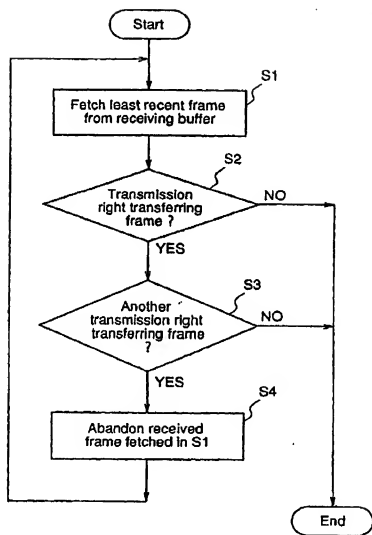 Start
S1
Fetch least recent frame
from receiving buffer
S2
Transmission
right transferring
frame ?
NO
YES
S3
Another
transmission right
transferring frame
?
NO
YES
S4
Abandon received
frame fetched in S1
End